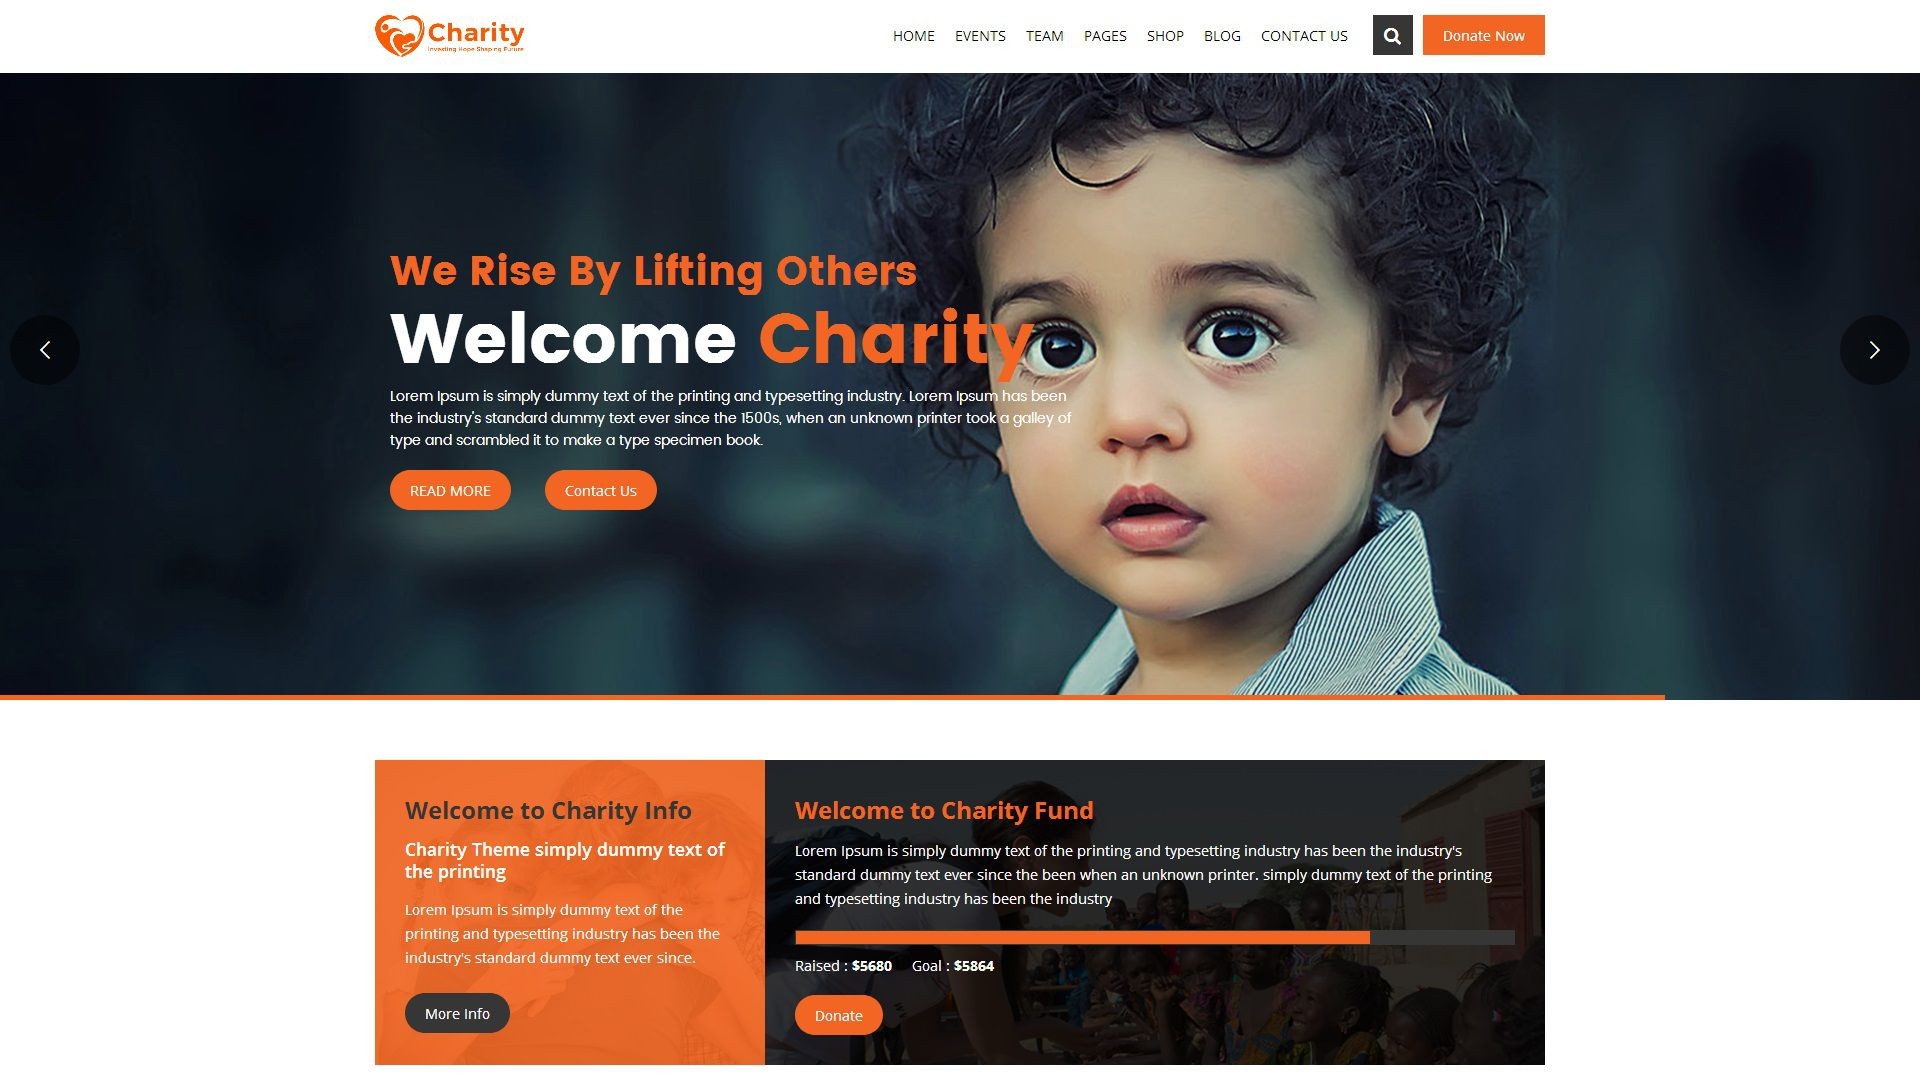 Charity
Investing Hope Shaping Future
HOME EVENTS TEAM PAGES SHOP BLOG CONTACT US
Donate Now
We Rise By Lifting Others
Welcome Charity
Lorem Ipsum is simply dummy text of the printing and typesetting industry. Lorem Ipsum has been
the industry's standard dummy text ever since the 1500s, when an unknown printer took a galley of
type and scrambled it to make a type specimen book.
READ MORE Contact Us
Welcome to Charity Info
Charity Theme simply dummy text of
the printing
Lorem Ipsum is simply dummy text of the
printing and typesetting industry has been the
industry's standard dummy text ever since.
More Info
Welcome to Charity Fund
Lorem Ipsum is simply dummy text of the printing and typesetting industry has been the industry's
standard dummy text ever since the been when an unknown printer. simply dummy text of the printing
and typesetting industry has been the industry
Raised : $5680 Goal : $5864
Donate